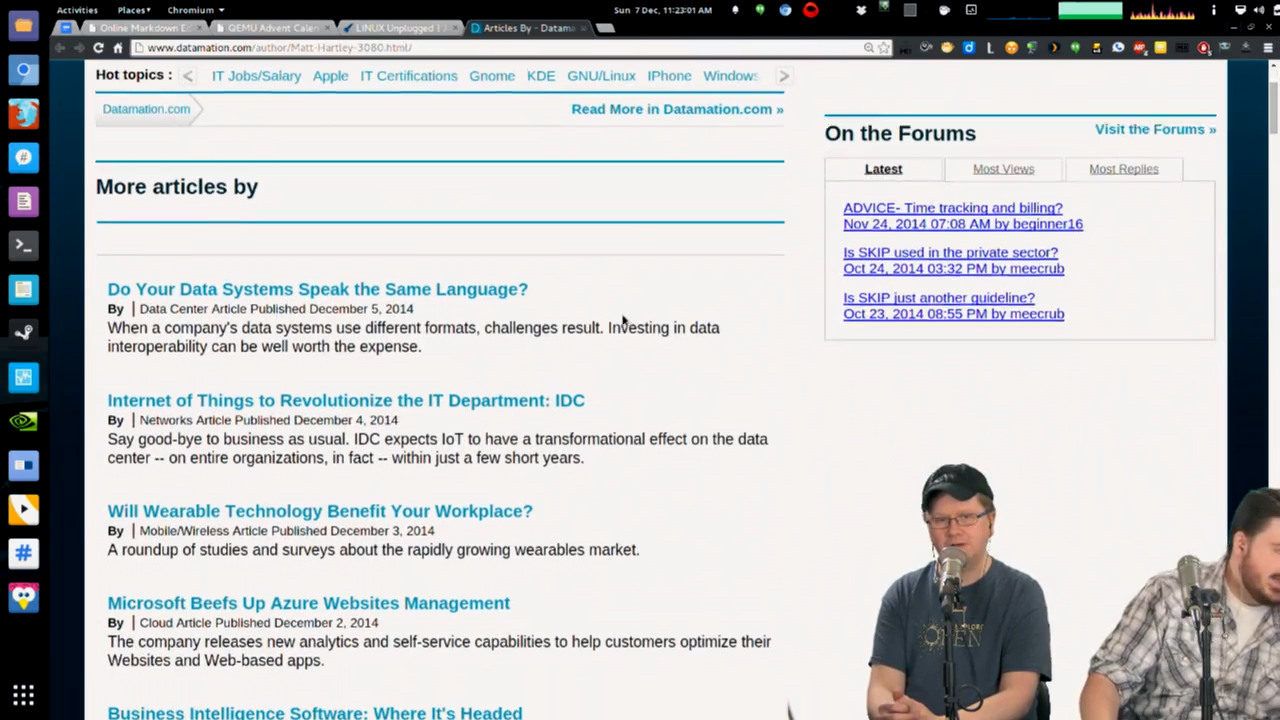 Activities Places Chromium Sun 7 Dec, 11:23:01 AM
Online Markdown Ed
QEMU Advent Calen
LINUX Unplugged |
Articles By - Datama
www.datamation.com/author/Matt-Hartley-3080.html/
Hot topics : < IT Jobs/Salary Apple IT Certifications Gnome KDE GNU/Linux IPhone Windows >
Datamation.com
Read More in Datamation.com »
More articles by
Do Your Data Systems Speak the Same Language?
By | Data Center Article Published December 5, 2014
When a company's data systems use different formats, challenges result. Investing in data
interoperability can be well worth the expense.
Internet of Things to Revolutionize the IT Department: IDC
By | Networks Article Published December 4, 2014
Say good-bye to business as usual. IDC expects IoT to have a transformational effect on the data
center -- on entire organizations, in fact -- within just a few short years.
Will Wearable Technology Benefit Your Workplace?
By | Mobile/Wireless Article Published December 3, 2014
A roundup of studies and surveys about the rapidly growing wearables market.
Microsoft Beefs Up Azure Websites Management
By | Cloud Article Published December 2, 2014
The company releases new analytics and self-service capabilities to help customers optimize their
Websites and Web-based apps.
Business Intelligence Software: Where It's Headed
On the Forums
Visit the Forums »
Latest Most Views Most Replies
ADVICE- Time tracking and billing?
Nov 24, 2014 07:08 AM by beginner16
Is SKIP used in the private sector?
Oct 24, 2014 03:32 PM by meecrub
Is SKIP just another guideline?
Oct 23, 2014 08:55 PM by meecrub